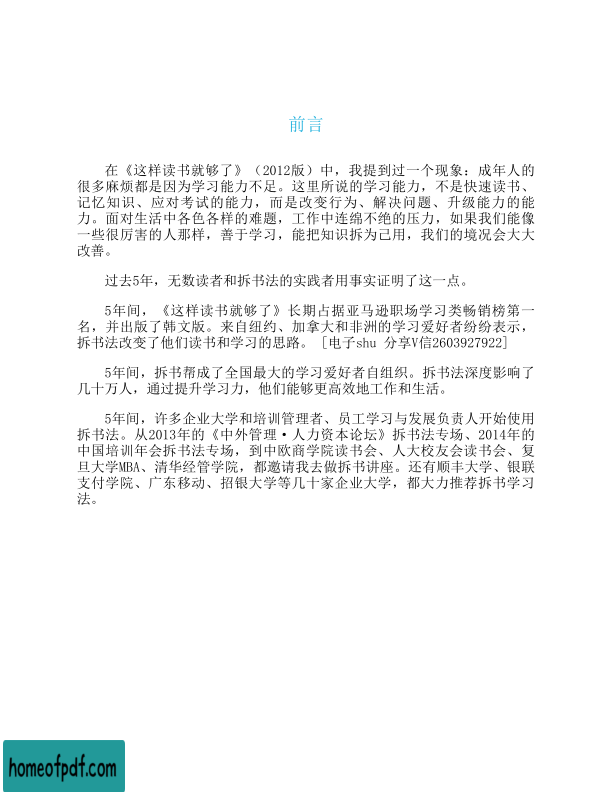 前言
在《这样读书就够了》（2012版）中，我提到过一个现象：成年人的
很多麻烦都是因为学习能力不足。这里所说的学习能力，不是快速读书、
记忆知识、应对考试的能力，而是改变行为、解决问题、升级能力的能
力。面对生活中各色各样的难题，工作中连绵不绝的压力，如果我们能像
一些很厉害的人那样，善于学习，能把知识拆为己用，我们的境况会大大
改善。
过去5年，无数读者和拆书法的实践者用事实证明了这一点。
5年间，《这样读书就够了》长期占据亚马逊职场学习类畅销榜第一
名，并出版了韩文版。来自纽约、加拿大和非洲的学习爱好者纷纷表示，
拆书法改变了他们读书和学习的思路。 [电子shu 分享V信2603927922]
5年间，拆书帮成了全国最大的学习爱好者自组织。拆书法深度影响了
几十万人，通过提升学习力，他们能够更高效地工作和生活。
5年间，许多企业大学和培训管理者、员工学习与发展负责人开始使用
拆书法。从2013年的《中外管理·人力资本论坛》拆书法专场、2014年的
中国培训年会拆书法专场，到中欧商学院读书会、人大校友会读书会、复
旦大学MBA、清华经管学院，都邀请我去做拆书讲座。还有顺丰大学、银联
支付学院、广东移动、招银大学等几十家企业大学，都大力推荐拆书学习
法。
homeofpdf.com